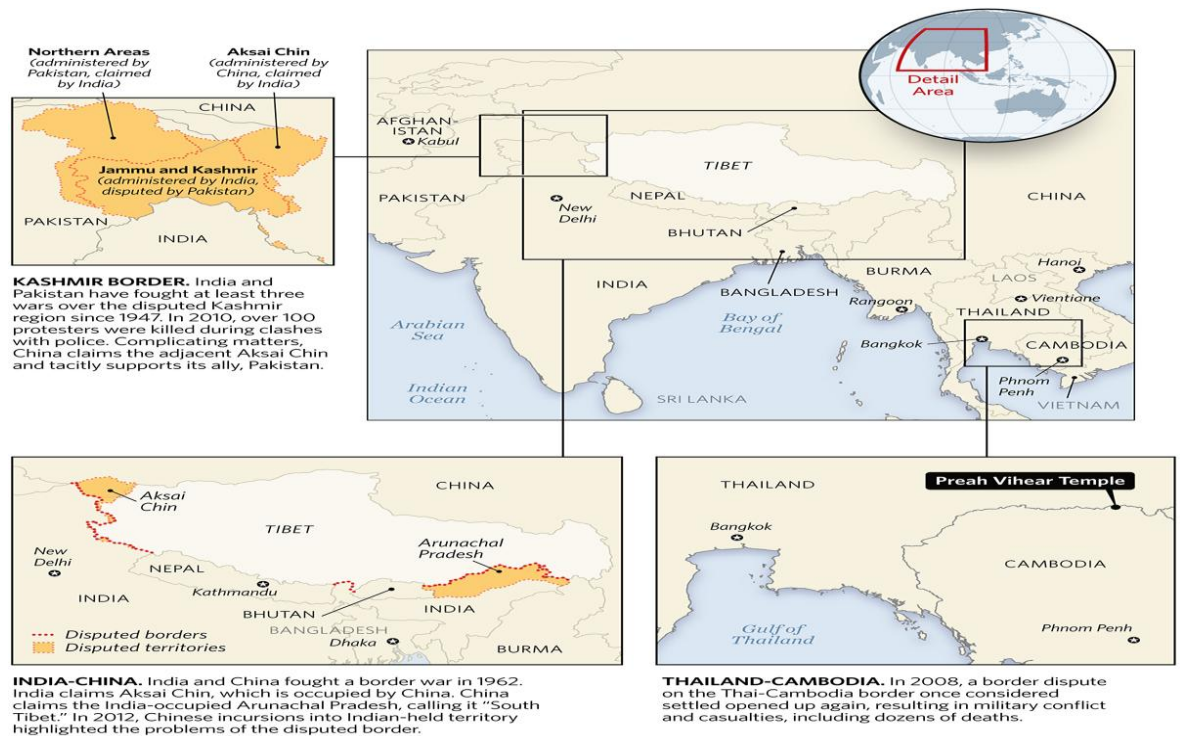 Northern Areas
(administered by
Pakistan, claimed
by India)
Aksai Chin
(administered by
China, claimed
by India)
CHINA
Jammu and Kashmir
(administered by India,
disputed by Pakistan)
PAKISTAN
INDIA
KASHMIR BORDER. India and
Pakistan have fought at least three
wars over the disputed Kashmir
region since 1947. In 2010, over 100
protesters were killed during clashes
with police. Complicating matters,
China claims the adjacent Aksai Chin
and tacitly supports its ally, Pakistan.
Detail
Area
AFGHAN-
ISTAN
Kabul
TIBET
PAKISTAN
New
Delhi
NEPAL
CHINA
BHUTAN
INDIA
BANGLADESH
BURMA
Hanoi
LAOS
Rangoon
Vientiane
THAILAND
Arabian
Sea
Bay of
Bengal
Bangkok
CAMBODIA
Phnom
Penh
Indian
Ocean
SRI LANKA
VIETNAM
Aksai
Chin
CHINA
TIBET
Arunachal
Pradesh
New
Delhi
NEPAL
INDIA
Kathmandu
BHUTAN
INDIA
BANGLADESH
Dhaka
BURMA
Disputed borders
Disputed territories
INDIA-CHINA. India and China fought a border war in 1962.
India claims Aksai Chin, which is occupied by China. China
claims the India-occupied Arunachal Pradesh, calling it “South
Tibet.” In 2012, Chinese incursions into Indian-held territory
highlighted the problems of the disputed border.
THAILAND
Preah Vihear Temple
Bangkok
CAMBODIA
Gulf of
Thailand
Phnom Penh
THAILAND-CAMBODIA. In 2008, a border dispute
on the Thai-Cambodia border once considered
settled opened up again, resulting in military conflict
and casualties, including dozens of deaths.